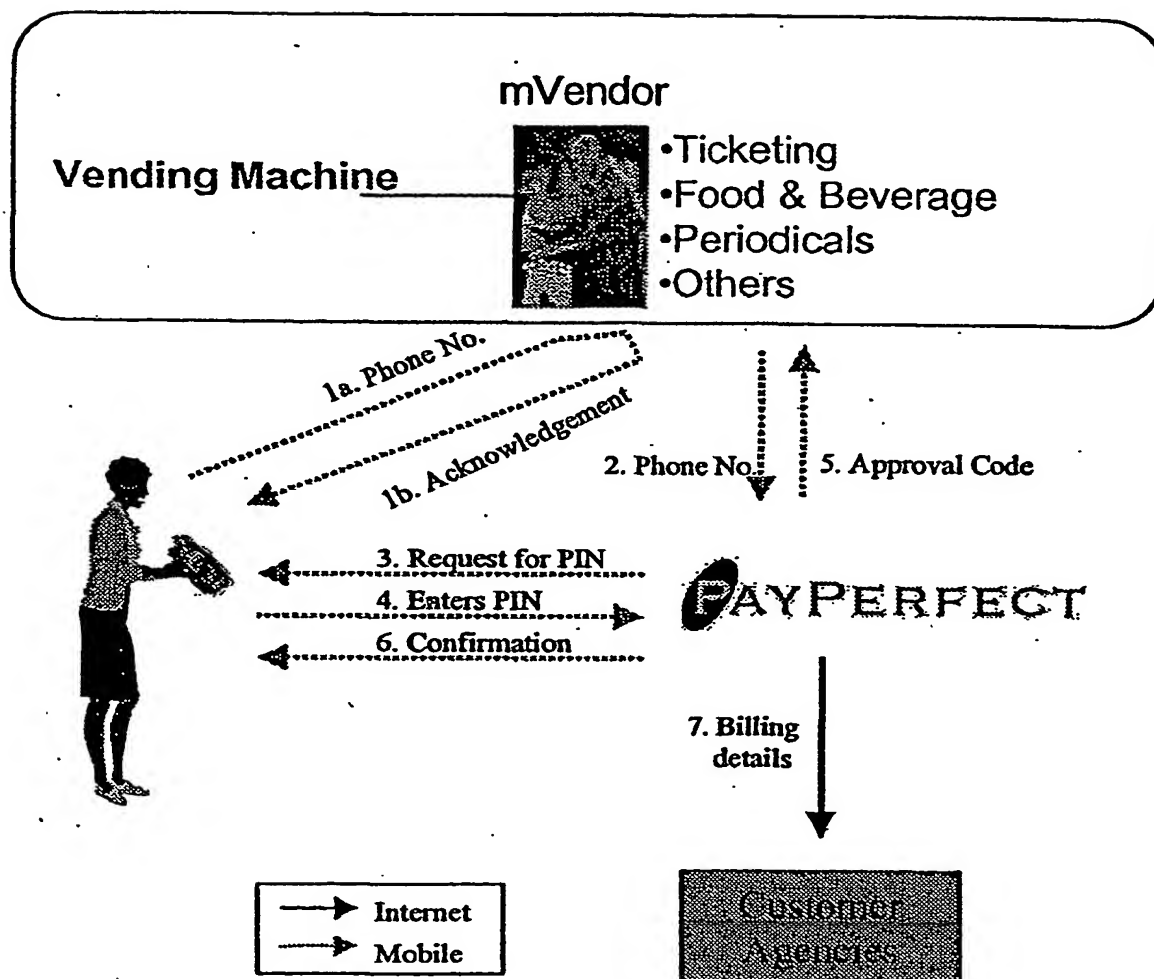 mVendor
Vending Machine
•Ticketing
•Food & Beverage
•Periodicals
•Others
1a. Phone No.
1b. Acknowledgement
2. Phone No.
5. Approval Code
3. Request for PIN
4. Enters PIN
6. Confirmation
PAYPERFECT
7. Billing
details
Internet
Mobile
Customer
Agencies